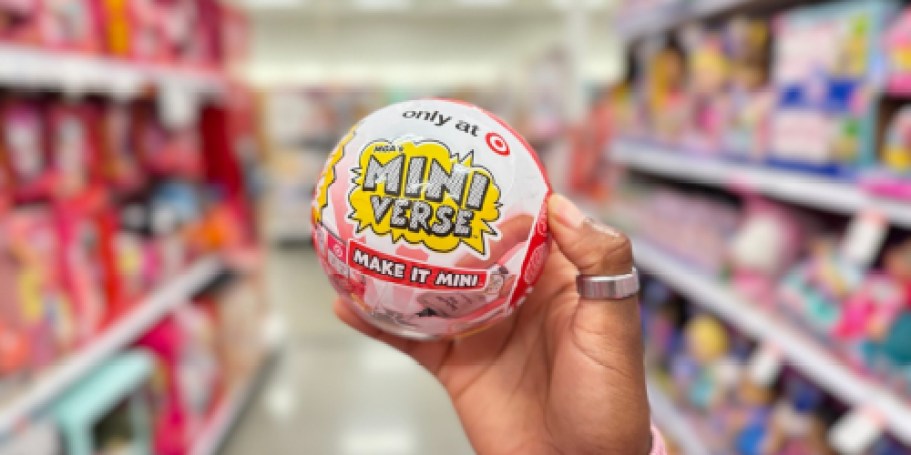 only at
MGA's
MINI
VERSE
MAKE IT MINI